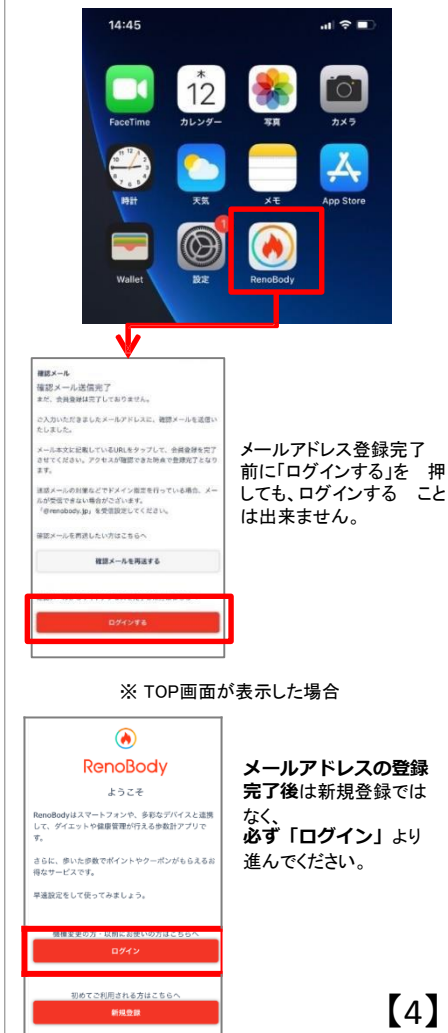 14:45
木
12
FaceTime カレンダー 写真 カメラ
時計 天気 メモ App Store
1
Wallet 設定 RenoBody
確認メール
確認メール送信完了
まだ、会員登録は完了しておりません。
ご入力いただきましたメールアドレスに、確認メールを送信い
たしました。
メール本文に記載しているURLをタップして、会員登録を完了
させてください。アクセスが確認できた時点で登録完了となり
ます。
迷惑メールの対策などでドメイン指定を行っている場合、メー
ルが受信できない場合がございます。
「@renobody.jp」を受信設定してください。
確認メールを再送したい方はこちらへ
確認メールを再送する
ログインする
メールアドレス登録完了
前に「ログインする」を 押
しても、ログインする こと
は出来ません。
※ TOP画面が表示した場合
RenoBody
ようこそ
RenoBodyはスマートフォンや、多彩なデバイスと連携
して、ダイエットや健康管理が行える歩数計アプリで
す。
さらに、歩いた歩数でポイントやクーポンがもらえるお
得なサービスです。
早速設定をして使ってみましょう。
機種変更の方・以前にお使いの方はこちらへ
ログイン
初めてご利用される方はこちらへ
新規登録
メールアドレスの登録
完了後は新規登録では
なく、
必ず「ログイン」より
進んでください。
【4】